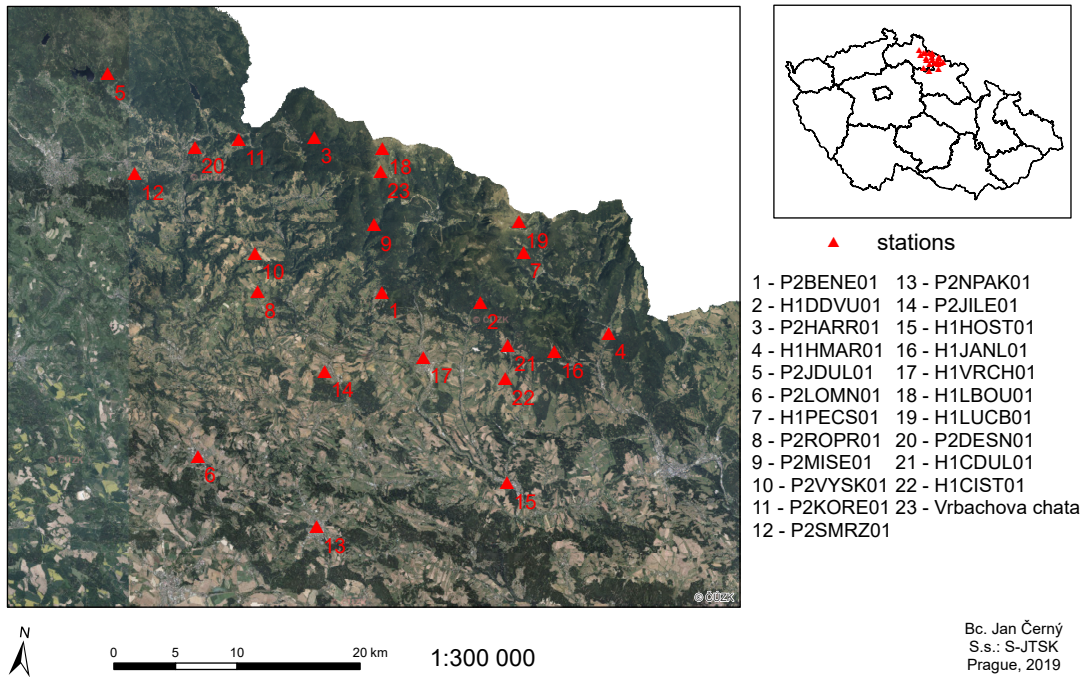 5
11
3
20
18
12
23
9
19
10
7
8
1
2
© ČÚZK
4
21
16
17
14
22
6
15
13
© ČÚZK
stations
1 - P2BENE01 13 - P2NPAK01
2 - H1DDVU01 14 - P2JILE01
3 - P2HARR01 15 - H1HOST01
4 - H1HMAR01 16 - H1JANL01
5 - P2JDUL01 17 - H1VRCH01
6 - P2LOMN01 18 - H1LBOU01
7 - H1PECS01 19 - H1LUCB01
8 - P2ROPR01 20 - P2DESN01
9 - P2MISE01 21 - H1CDUL01
10 - P2VYSK01 22 - H1CIST01
11 - P2KORE01 23 - Vrbachova chata
12 - P2SMRZ01
N
0 5 10 20 km
1:300 000
Bc. Jan Černý
S.s.: S-JTSK
Prague, 2019